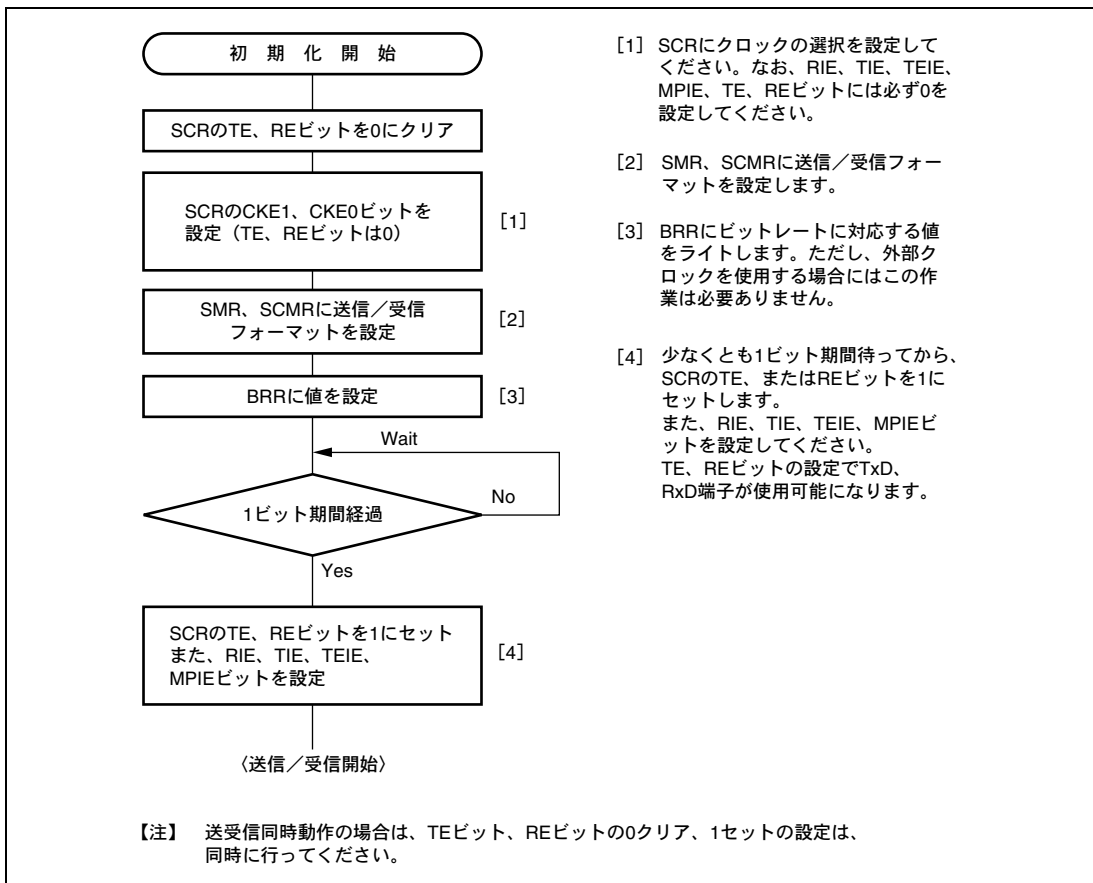 初 期 化 開 始
SCRのTE、REビットを0にクリア
SCRのCKE1、CKE0ビットを
設定（TE、REビットは0）
[1]
SMR、SCMRに送信／受信
フォーマットを設定
[2]
BRRに値を設定
[3]
Wait
1ビット期間経過
No
Yes
SCRのTE、REビットを1にセット
また、RIE、TIE、TEIE、
MPIEビットを設定
[4]
〈送信／受信開始〉
[1] SCRにクロックの選択を設定して
ください。なお、RIE、TIE、TEIE、
MPIE、TE、REビットには必ず0を
設定してください。
[2] SMR、SCMRに送信／受信フォー
マットを設定します。
[3] BRRにビットレートに対応する値
をライトします。ただし、外部ク
ロックを使用する場合にはこの作
業は必要ありません。
[4] 少なくとも1ビット期間待ってから、
SCRのTE、またはREビットを1に
セットします。
また、RIE、TIE、TEIE、MPIEビ
ットを設定してください。
TE、REビットの設定でTxD、
RxD端子が使用可能になります。
【注】 送受信同時動作の場合は、TEビット、REビットの0クリア、1セットの設定は、
同時に行ってください。